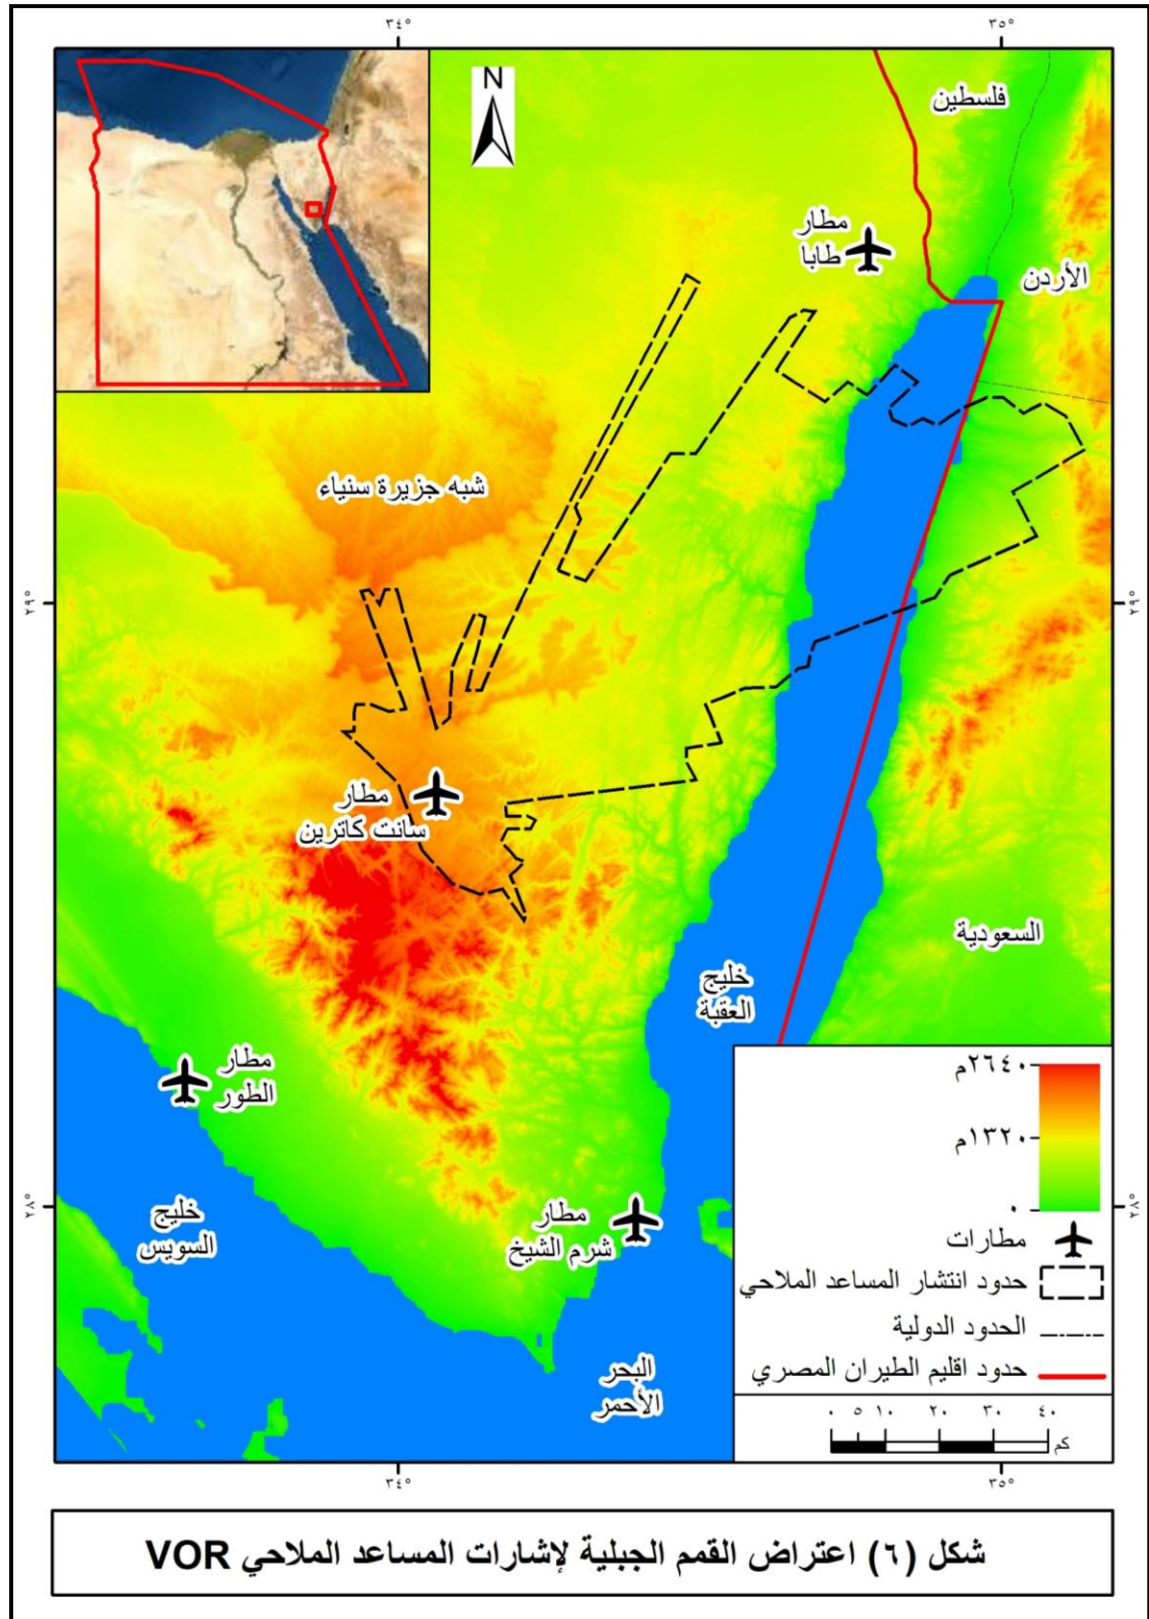 ٣٤°
٣٥°
N
فلسطين
مطار
طابا
الأردن
شبه جزيرة سنياء
٢٩°
٢٩°
مطار
سانت كاترين
السعودية
خليج
العقبة
مطار
الطور
خليج
السويس
مطار
شرم الشيخ
البحر
الأحمر
٢٨°
٢٨°
٢٦٤٠م
١٣٢٠م
٠
مطارات
حدود انتشار المساعد الملاحي
الحدود الدولية
حدود اقليم الطيران المصري
٠ ٥ ١٠ ٢٠ ٣٠ ٤٠
كم
٣٤°
٣٥°
شكل (٦) اعتراض القمم الجبلية لإشارات المساعد الملاحي VOR